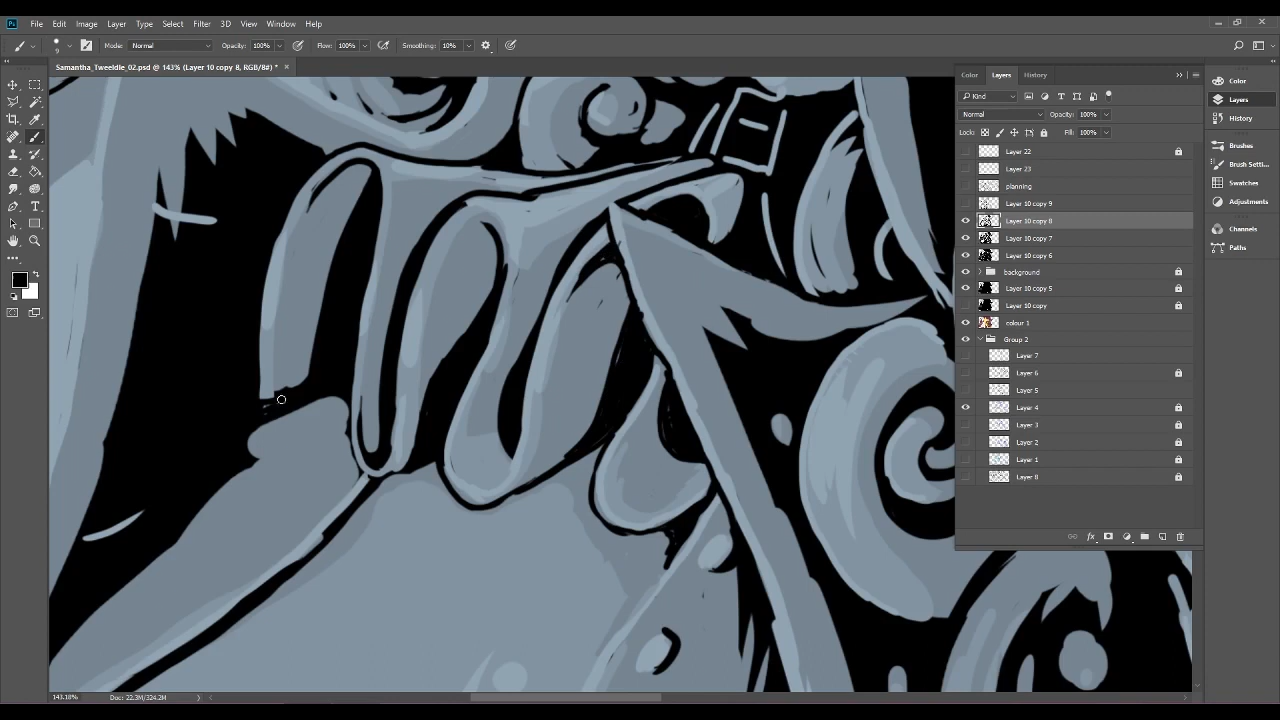 Ps File Edit Image Layer Type Select Filter 3D View Window Help
9 Mode: Normal Opacity: 100% Flow: 100% Smoothing: 10%
Samantha_Tweeldle_02.psd @ 143% (Layer 10 copy 8, RGB/8#) * ×
Color Layers History
Kind
Normal Opacity: 100%
Lock: Fill: 100%
Layer 22
Layer 23
planning
Layer 10 copy 9
Layer 10 copy 8
Layer 10 copy 7
Layer 10 copy 6
background
Layer 10 copy 5
Layer 10 copy
colour 1
Group 2
Layer 7
Layer 6
Layer 5
Layer 4
Layer 3
Layer 2
Layer 1
Layer 8
fx
Color
Layers
History
Brushes
Brush Setti...
Swatches
Adjustments
Channels
Paths
143.18% Doc: 22.3M/324.2M